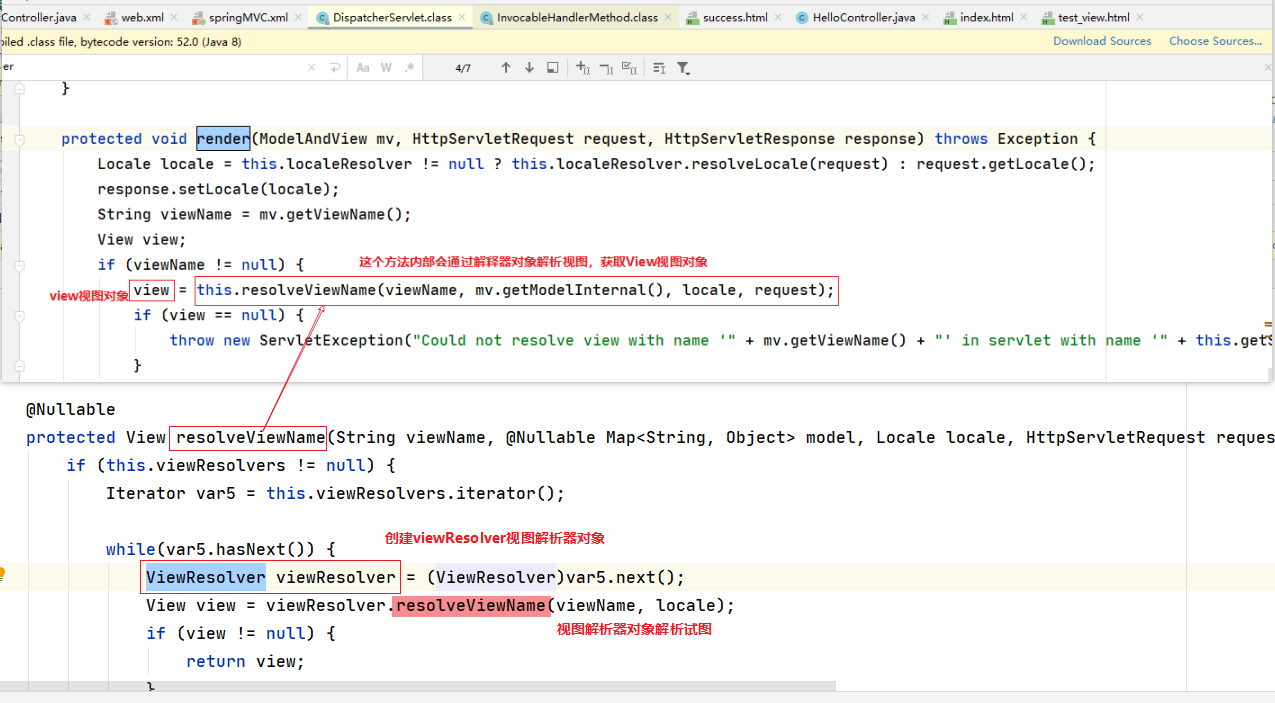 Controller.java web.xml springMVC.xml DispatcherServlet.class InvocableHandlerMethod.class success.html HelloController.java index.html test_view.html
piled .class file, bytecode version: 52.0 (Java 8) Download Sources Choose Sources...
er Aa W .* 4/7
}
protected void render(ModelAndView mv, HttpServletRequest request, HttpServletResponse response) throws Exception {
Locale locale = this.localeResolver != null ? this.localeResolver.resolveLocale(request) : request.getLocale();
response.setLocale(locale);
String viewName = mv.getViewName();
View view;
if (viewName != null) {
这个方法内部会通过解释器对象解析视图，获取View视图对象
view视图对象
view = this.resolveViewName(viewName, mv.getModelInternal(), locale, request);
if (view == null) {
throw new ServletException("Could not resolve view with name '" + mv.getViewName() + "' in servlet with name '" + this.getS
}
@Nullable
protected View resolveViewName(String viewName, @Nullable Map<String, Object> model, Locale locale, HttpServletRequest reques
if (this.viewResolvers != null) {
Iterator var5 = this.viewResolvers.iterator();
创建viewResolver视图解析器对象
while(var5.hasNext()) {
ViewResolver viewResolver = (ViewResolver)var5.next();
View view = viewResolver.resolveViewName(viewName, locale);
视图解析器对象解析试图
if (view != null) {
return view;
}